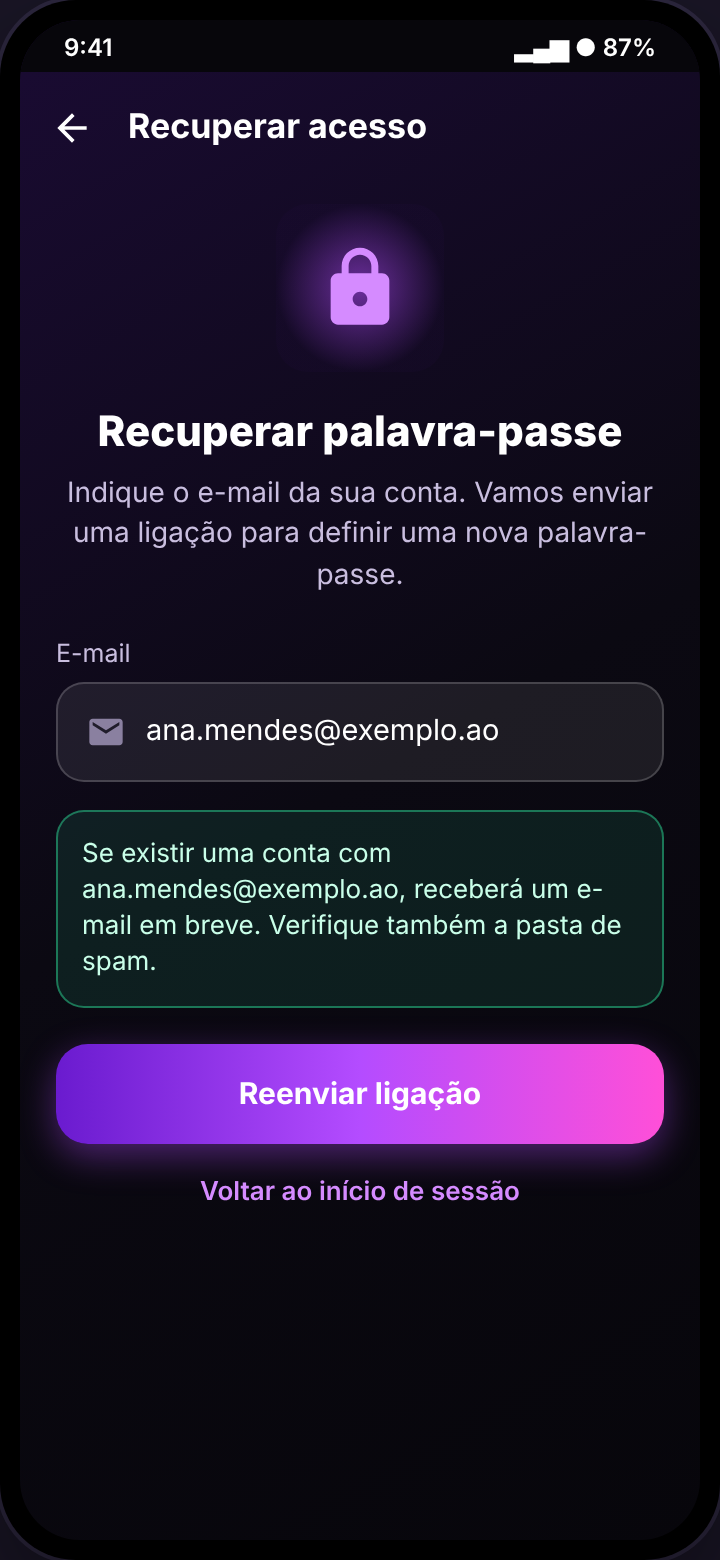 9:41
87%
Recuperar acesso
Recuperar palavra-passe
Indique o e-mail da sua conta. Vamos enviar
uma ligação para definir uma nova palavra-
passe.
E-mail
ana.mendes@exemplo.ao
Se existir uma conta com
ana.mendes@exemplo.ao, receberá um e-
mail em breve. Verifique também a pasta de
spam.
Reenviar ligação
Voltar ao início de sessão